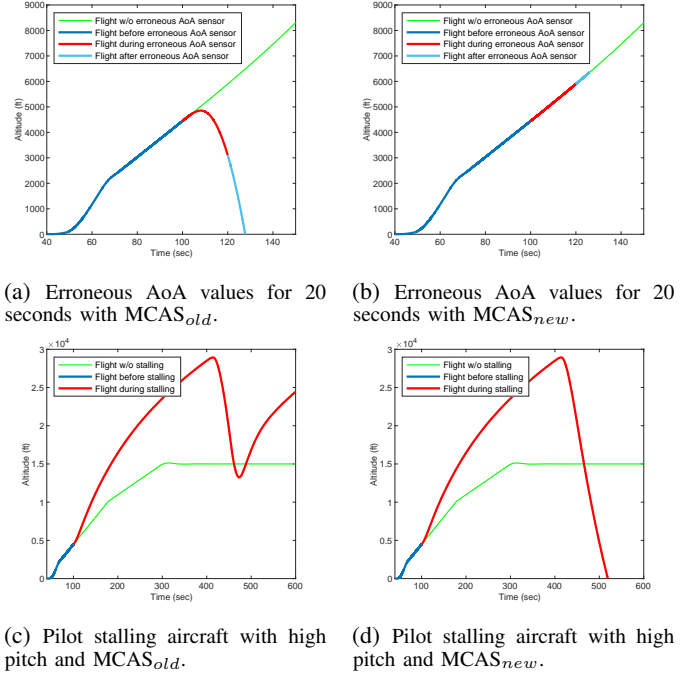 9000
8000
7000
6000
5000
4000
3000
2000
1000
0
Altitude (ft)
40 60 80 100 120 140
Time (sec)
Flight w/o erroneous AoA sensor
Flight before erroneous AoA sensor
Flight during erroneous AoA sensor
Flight after erroneous AoA sensor
9000
8000
7000
6000
5000
4000
3000
2000
1000
0
Altitude (ft)
40 60 80 100 120 140
Time (sec)
Flight w/o erroneous AoA sensor
Flight before erroneous AoA sensor
Flight during erroneous AoA sensor
Flight after erroneous AoA sensor
(a) Erroneous AoA values for 20
seconds with MCAS_old.
(b) Erroneous AoA values for 20
seconds with MCAS_new.
×10^4
3
2.5
2
1.5
1
0.5
0
Altitude (ft)
100 200 300 400 500 600
Time (sec)
Flight w/o stalling
Flight before stalling
Flight during stalling
×10^4
3
2.5
2
1.5
1
0.5
0
Altitude (ft)
100 200 300 400 500 600
Time (sec)
Flight w/o stalling
Flight before stalling
Flight during stalling
(c) Pilot stalling aircraft with high
pitch and MCAS_old.
(d) Pilot stalling aircraft with high
pitch and MCAS_new.